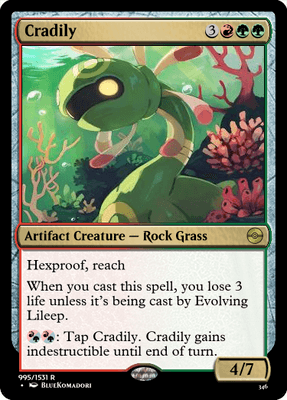 Cradily 3
Artifact Creature — Rock Grass
Hexproof, reach
When you cast this spell, you lose 3
life unless it's being cast by Evolving
Lileep.
: Tap Cradily. Cradily gains
indestructible until end of turn.
4/7
995/1531 R
• BlueKomadori
346